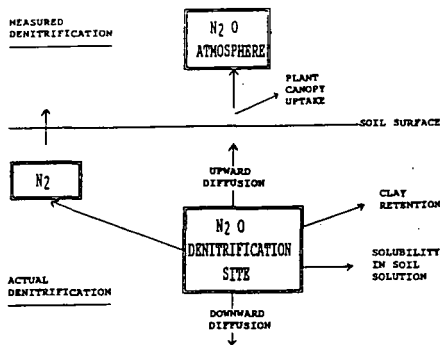 MEASURED
DENITRIFICATION
N2 O
ATMOSPHERE
PLANT
CANOPY
UPTAKE
SOIL SURFACE
N2
UPWARD
DIFFUSION
CLAY
RETENTION
N2 O
DENITRIFICATION
SITE
SOLUBILITY
IN SOIL
SOLUTION
ACTUAL
DENITRIFICATION
DOWNWARD
DIFFUSION